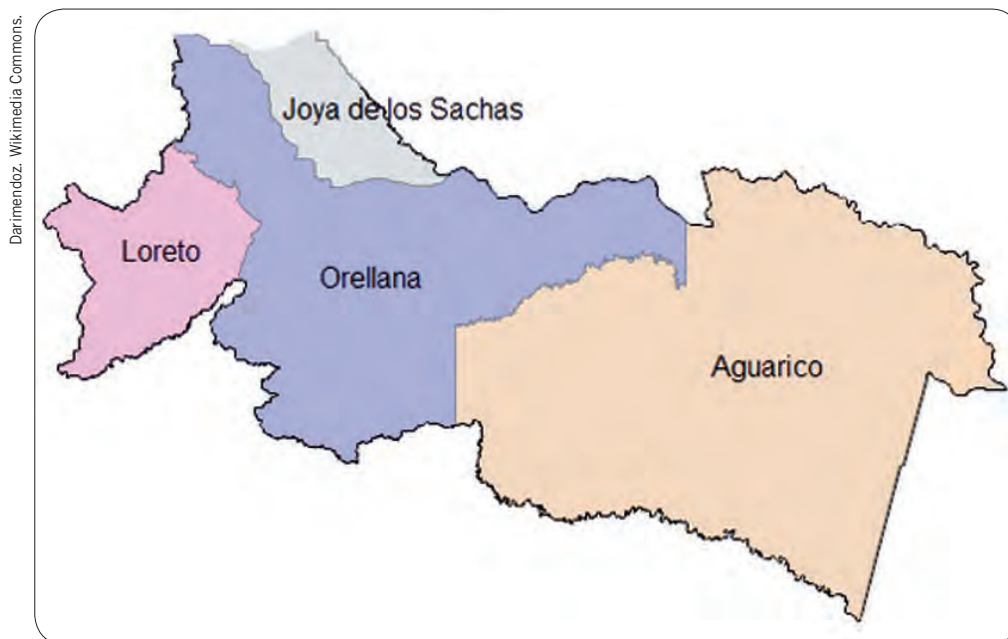 Darimendoz. Wikimedia Commons.
Joya de los Sachas
Loreto
Orellana
Aguarico